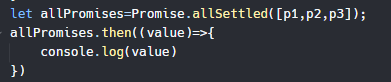 let allPromises=Promise.allSettled([p1,p2,p3]);
allPromises.then((value)=>{
    console.log(value)
})